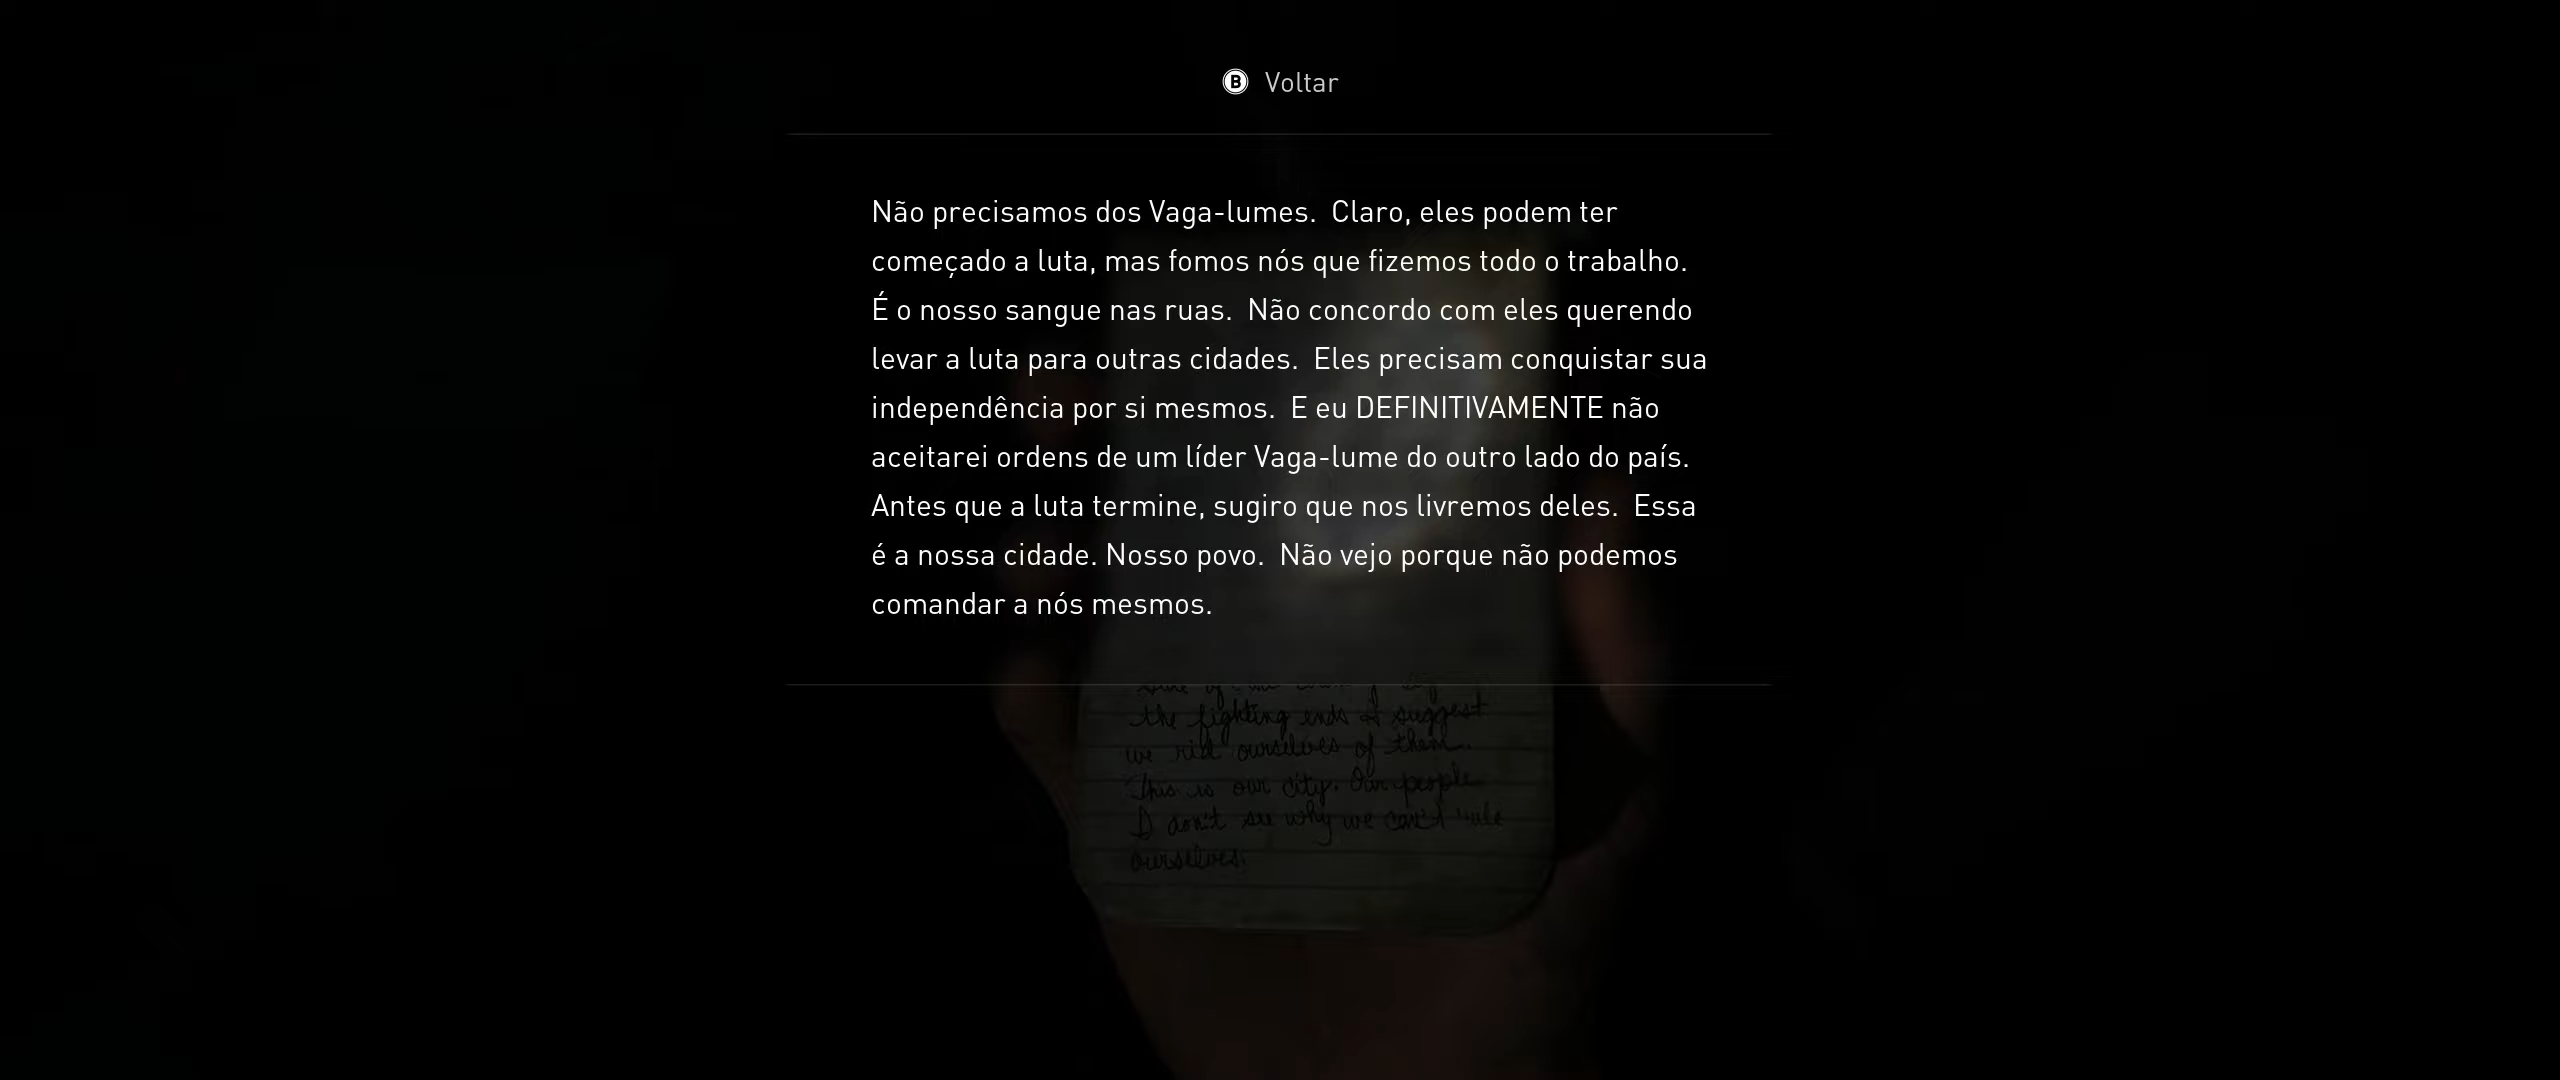 B Voltar
Não precisamos dos Vaga-lumes.  Claro, eles podem ter
começado a luta, mas fomos nós que fizemos todo o trabalho.
É o nosso sangue nas ruas.  Não concordo com eles querendo
levar a luta para outras cidades.  Eles precisam conquistar sua
independência por si mesmos.  E eu DEFINITIVAMENTE não
aceitarei ordens de um líder Vaga-lume do outro lado do país.
Antes que a luta termine, sugiro que nos livremos deles.  Essa
é a nossa cidade. Nosso povo.  Não vejo porque não podemos
comandar a nós mesmos.
the fighting ends I suggest
we rid ourselves of them.
This is our city. Our people
I don't see why we can't rule
ourselves.